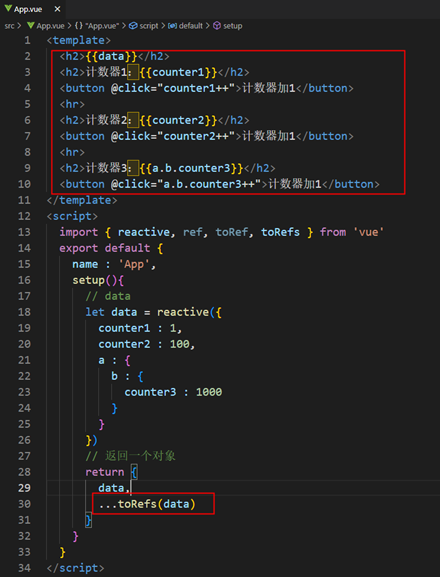 App.vue ×
src > App.vue > {} "App.vue" > script > default > setup
1 <template>
2 <h2>{{data}}</h2>
3 <h2>计数器1：{{counter1}}</h2>
4 <button @click="counter1++">计数器加1</button>
5 <hr>
6 <h2>计数器2：{{counter2}}</h2>
7 <button @click="counter2++">计数器加1</button>
8 <hr>
9 <h2>计数器3：{{a.b.counter3}}</h2>
10 <button @click="a.b.counter3++">计数器加1</button>
11 </template>
12 <script>
13 import { reactive, ref, toRef, toRefs } from 'vue'
14 export default {
15 name : 'App',
16 setup(){
17 // data
18 let data = reactive({
19 counter1 : 1,
20 counter2 : 100,
21 a : {
22 b : {
23 counter3 : 1000
24 }
25 }
26 })
27 // 返回一个对象
28 return {
29 data,
30 ...toRefs(data)
31 }
32 }
33 }
34 </script>